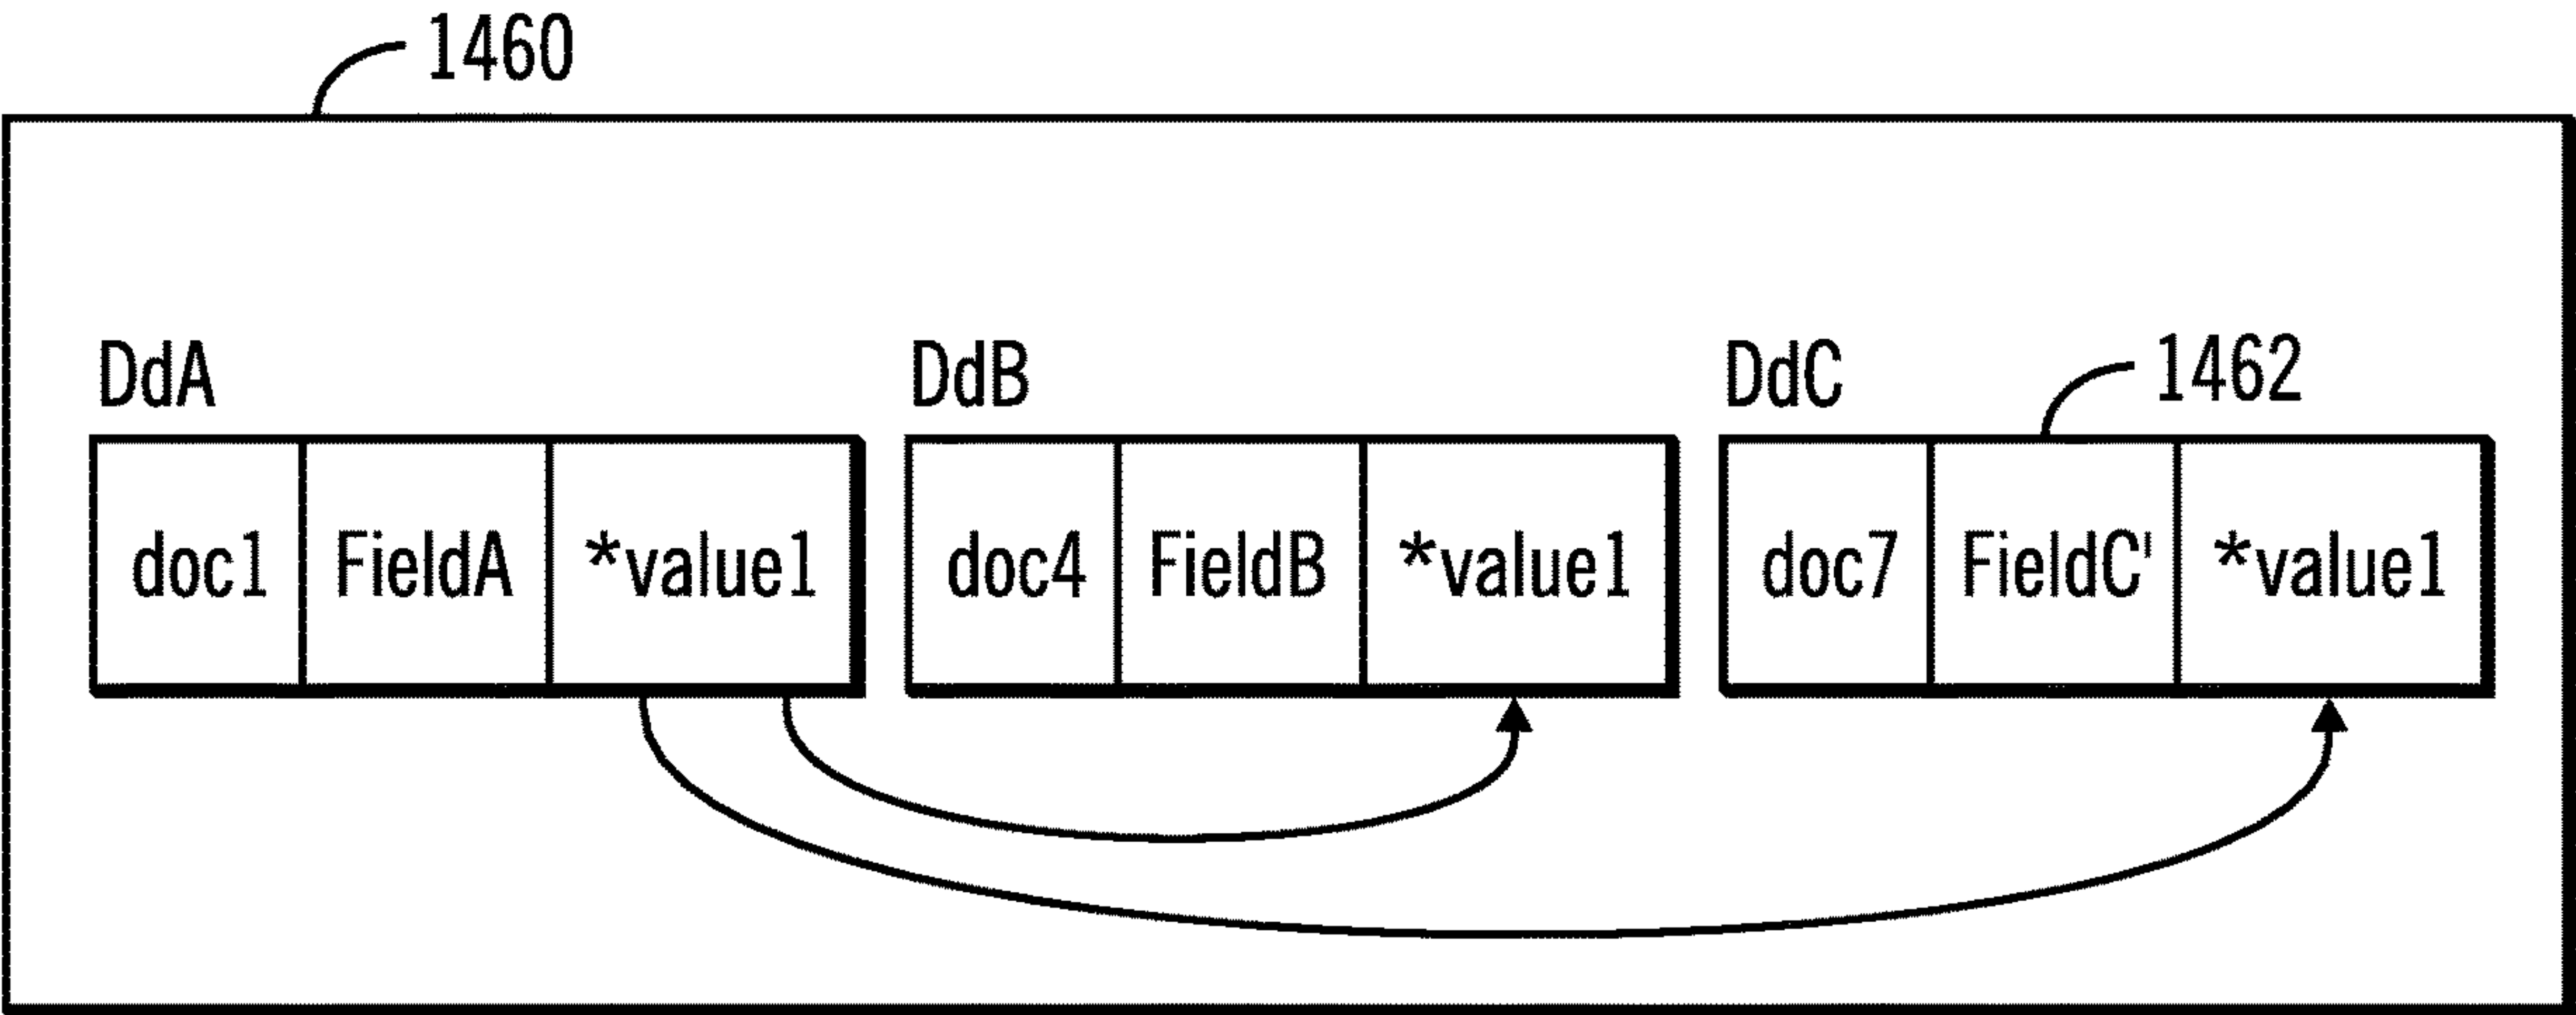 1460
DdA DdB DdC 1462
doc1 FieldA *value1 doc4 FieldB *value1 doc7 FieldC' *value1